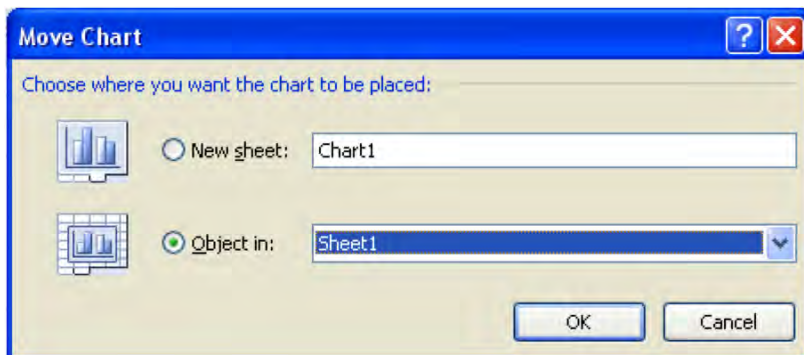 Move Chart
Choose where you want the chart to be placed:
New sheet: Chart1
Object in: Sheet1
OK Cancel